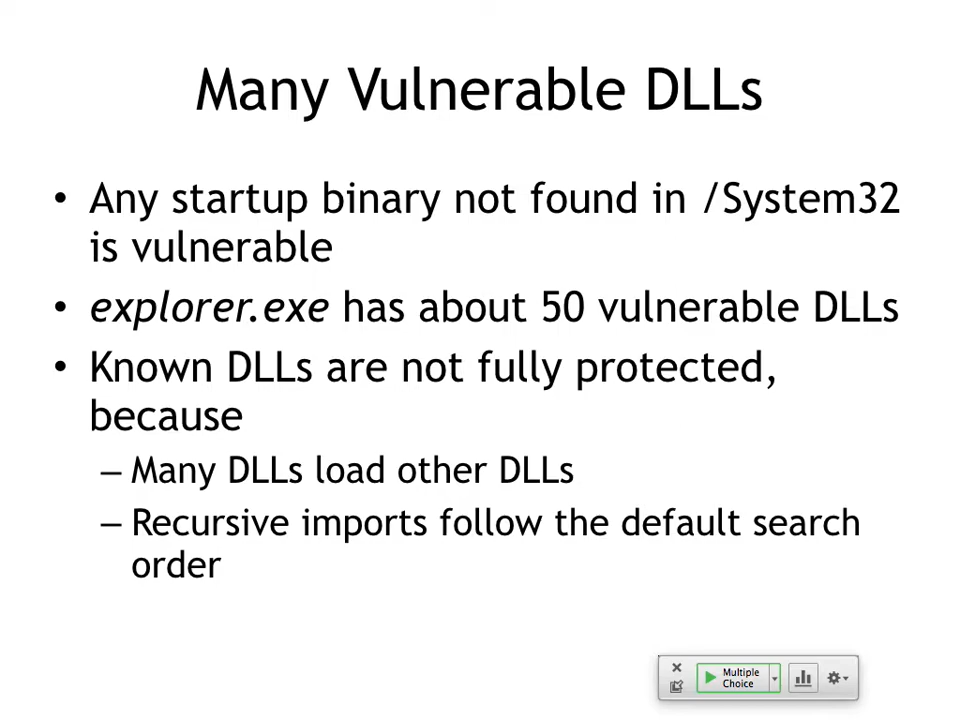 Many Vulnerable DLLs
• Any startup binary not found in /System32
is vulnerable
• explorer.exe has about 50 vulnerable DLLs
• Known DLLs are not fully protected,
because
– Many DLLs load other DLLs
– Recursive imports follow the default search
order
Multiple
Choice